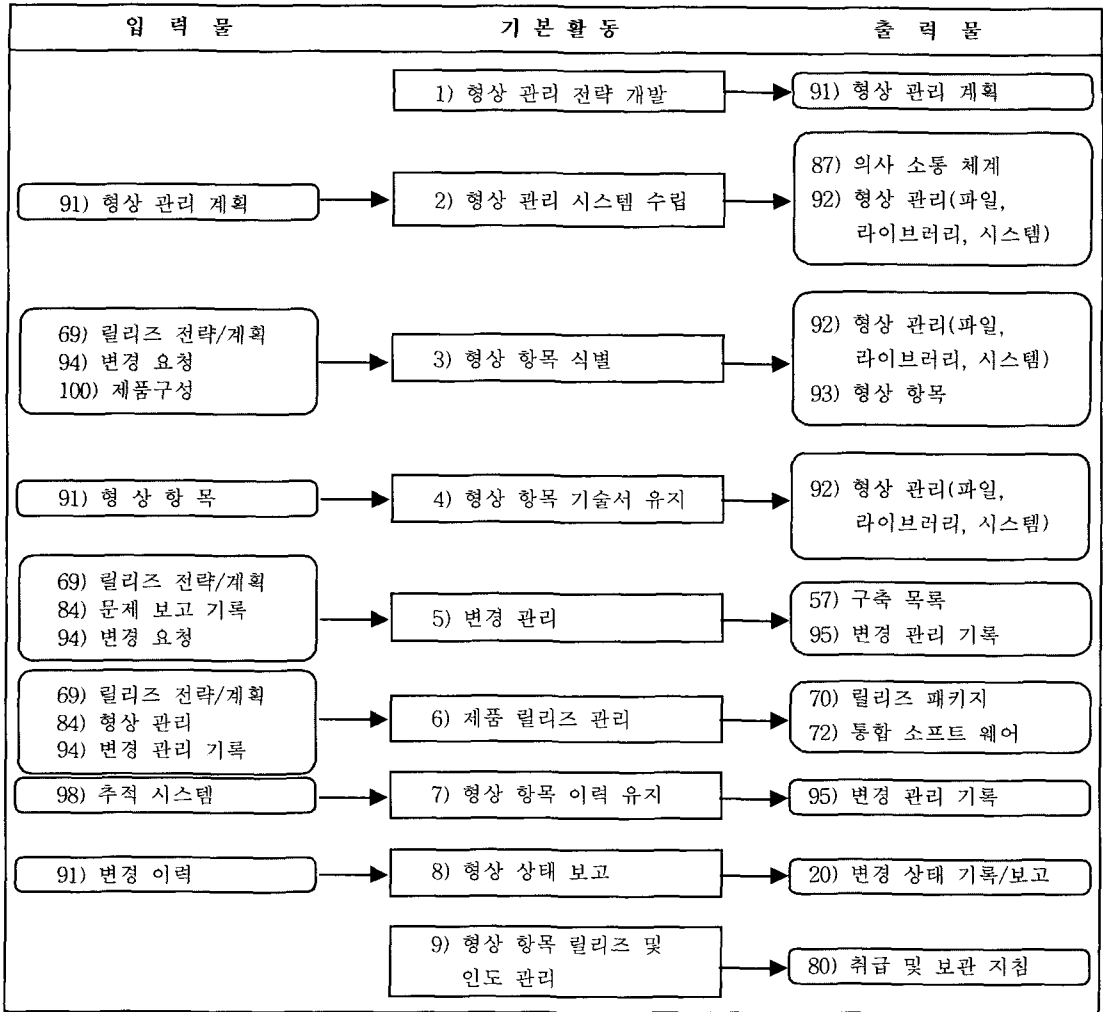 입 력 물 기 본 활 동 출 력 물
1) 형상 관리 전략 개발
91) 형상 관리 계획
91) 형상 관리 계획
2) 형상 관리 시스템 수립
87) 의사 소통 체계
92) 형상 관리(파일,
라이브러리, 시스템)
69) 릴리즈 전략/계획
94) 변경 요청
100) 제품구성
3) 형상 항목 식별
92) 형상 관리(파일,
라이브러리, 시스템)
93) 형상 항목
91) 형 상 항 목
4) 형상 항목 기술서 유지
92) 형상 관리(파일,
라이브러리, 시스템)
69) 릴리즈 전략/계획
84) 문제 보고 기록
94) 변경 요청
5) 변경 관리
57) 구축 목록
95) 변경 관리 기록
69) 릴리즈 전략/계획
84) 형상 관리
94) 변경 관리 기록
6) 제품 릴리즈 관리
70) 릴리즈 패키지
72) 통합 소프트 웨어
98) 추적 시스템
7) 형상 항목 이력 유지
95) 변경 관리 기록
91) 변경 이력
8) 형상 상태 보고
20) 변경 상태 기록/보고
9) 형상 항목 릴리즈 및
인도 관리
80) 취급 및 보관 지침